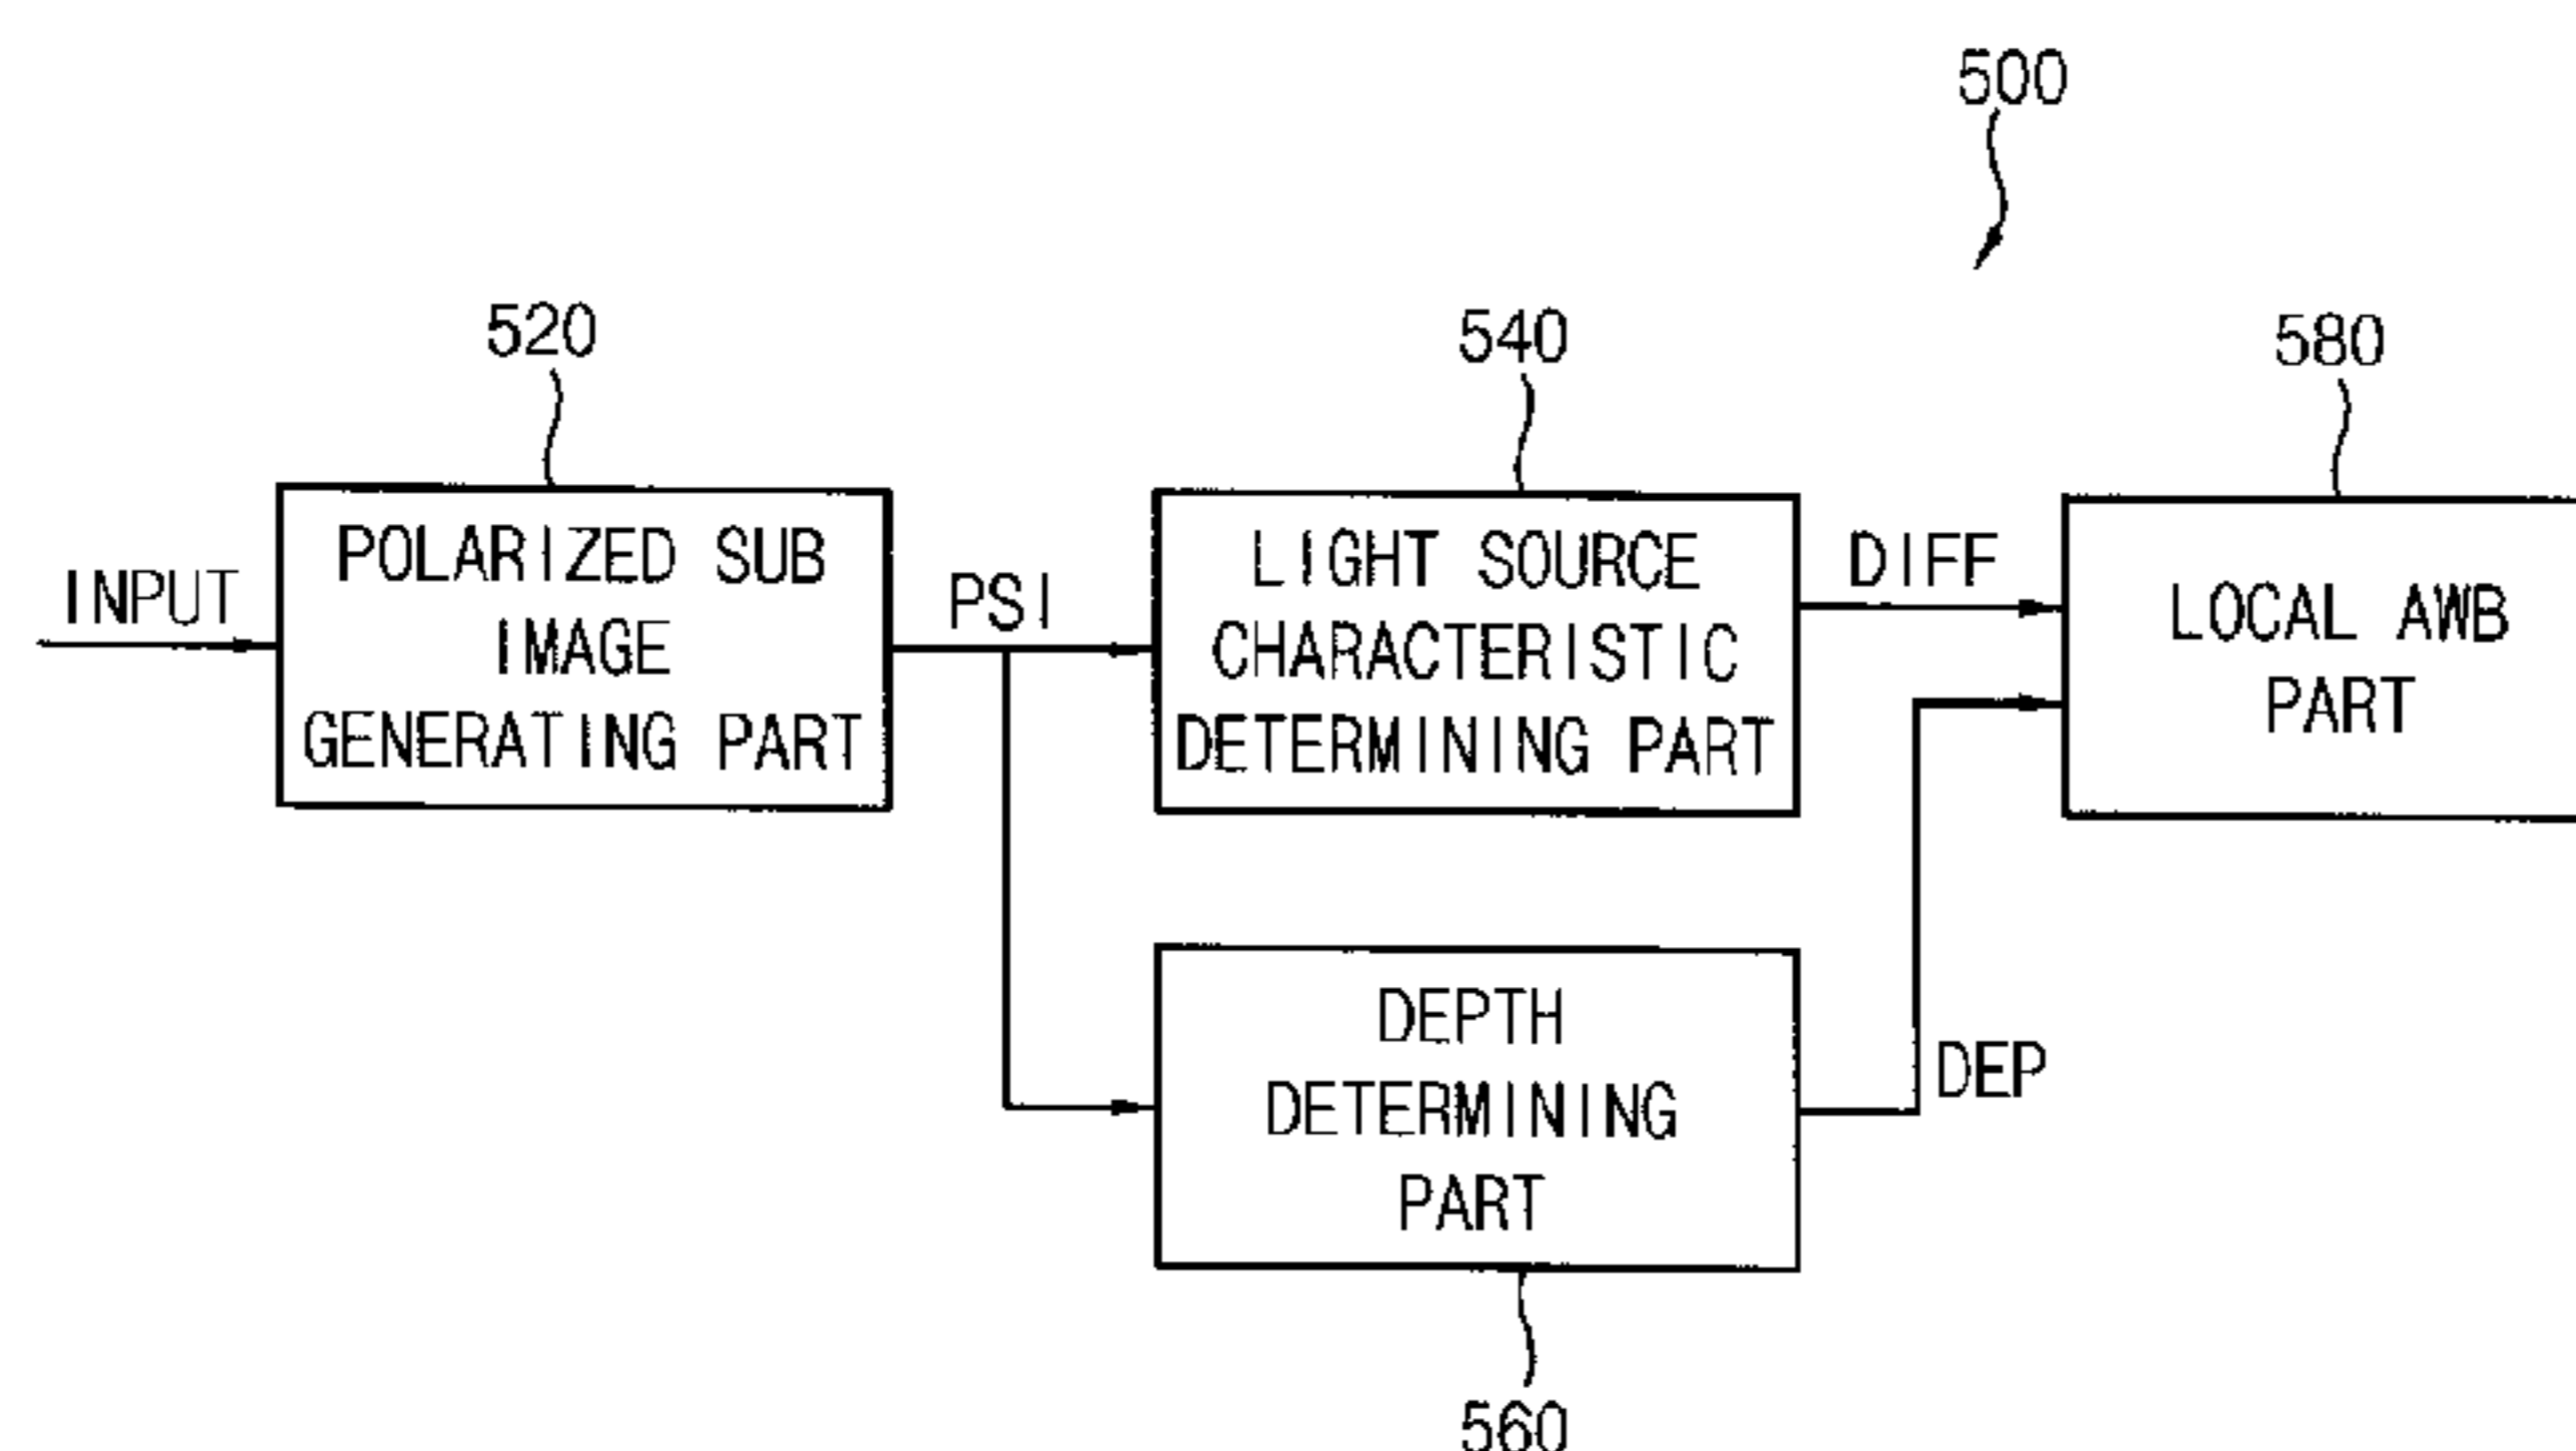 500
520
540
580
INPUT
POLARIZED SUB
IMAGE
GENERATING PART
PSI
LIGHT SOURCE
CHARACTERISTIC
DETERMINING PART
DIFF
LOCAL AWB
PART
DEPTH
DETERMINING
PART
DEP
560